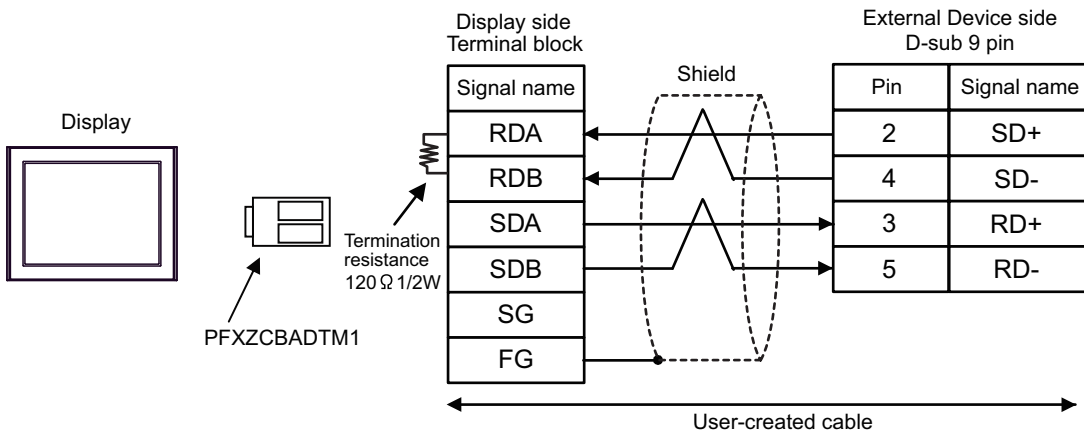 Display
PFXZCBADTM1
Termination
resistance
120Ω 1/2W
Display side
Terminal block
Signal name
RDA
RDB
SDA
SDB
SG
FG
Shield
External Device side
D-sub 9 pin
Pin Signal name
2 SD+
4 SD-
3 RD+
5 RD-
User-created cable